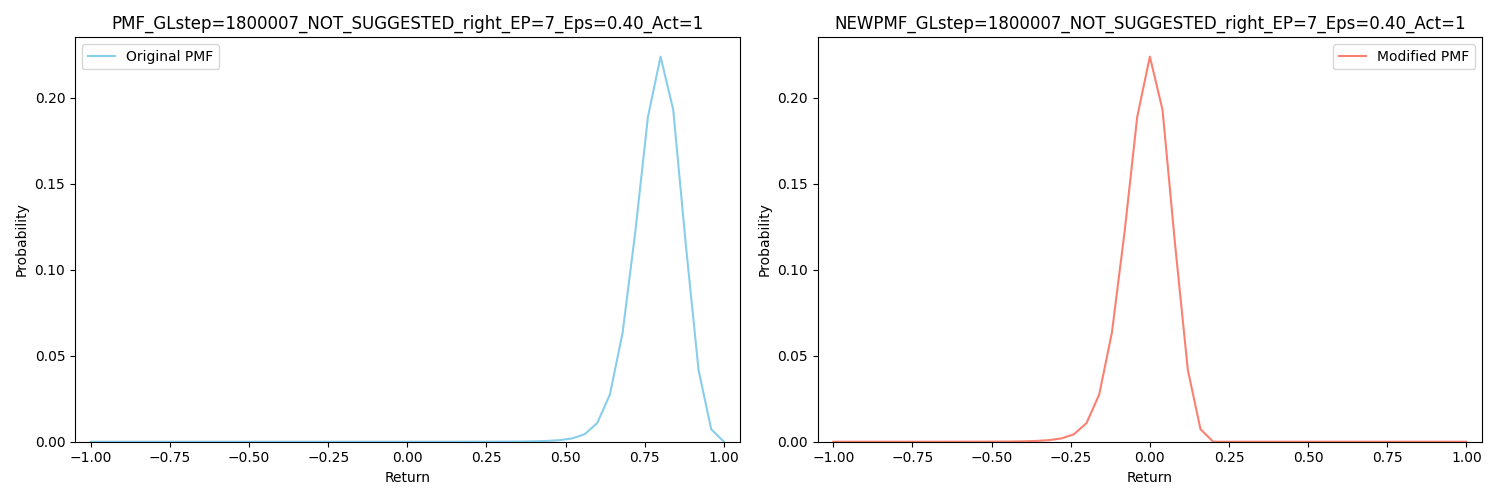 PMF_GLstep=1800007_NOT_SUGGESTED_right_EP=7_Eps=0.40_Act=1
Original PMF
Probability
0.20
0.15
0.10
0.05
0.00
−1.00 −0.75 −0.50 −0.25 0.00 0.25 0.50 0.75 1.00
Return
NEWPMF_GLstep=1800007_NOT_SUGGESTED_right_EP=7_Eps=0.40_Act=1
Modified PMF
Probability
0.20
0.15
0.10
0.05
0.00
−1.00 −0.75 −0.50 −0.25 0.00 0.25 0.50 0.75 1.00
Return